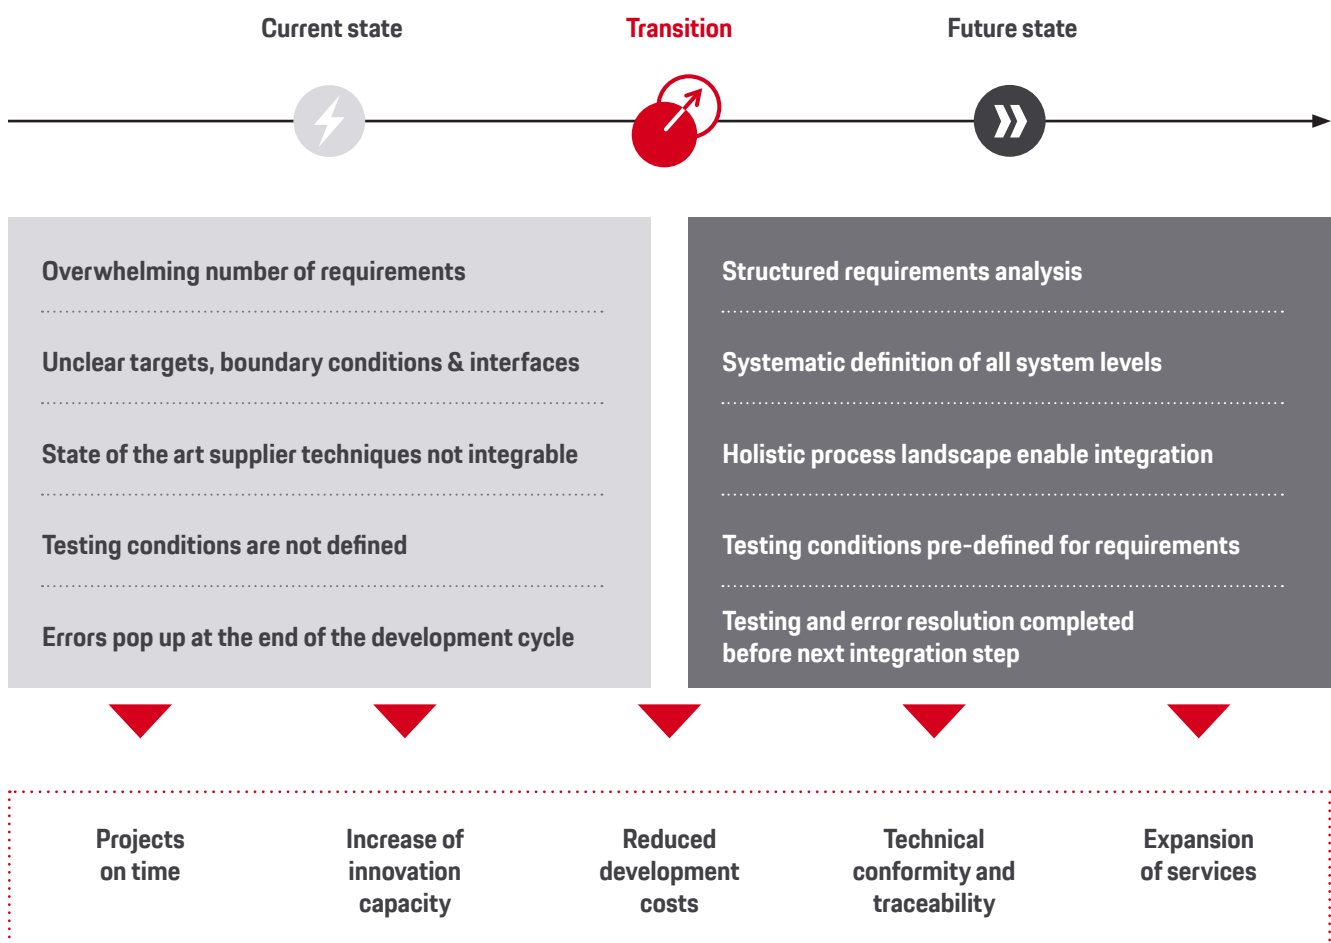 Current state
Transition
Future state
Overwhelming number of requirements
Unclear targets, boundary conditions & interfaces
State of the art supplier techniques not integrable
Testing conditions are not defined
Errors pop up at the end of the development cycle
Structured requirements analysis
Systematic definition of all system levels
Holistic process landscape enable integration
Testing conditions pre-defined for requirements
Testing and error resolution completed
before next integration step
Projects
on time
Increase of
innovation
capacity
Reduced
development
costs
Technical
conformity and
traceability
Expansion
of services